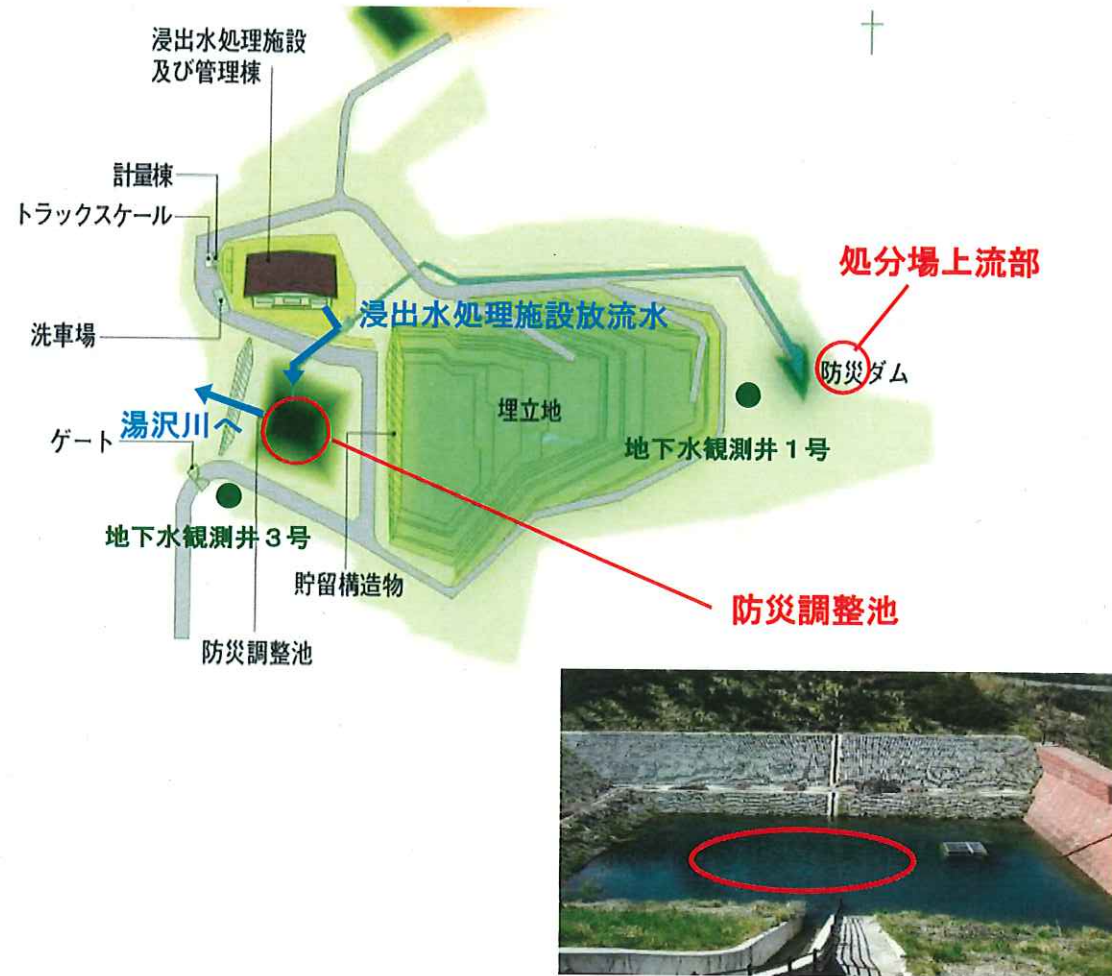 浸出水処理施設
及び管理棟
計量棟
トラックスケール
処分場上流部
浸出水処理施設放流水
洗車場
防災ダム
埋立地
湯沢川へ
ゲート
地下水観測井１号
地下水観測井３号
貯留構造物
防災調整池
防災調整池